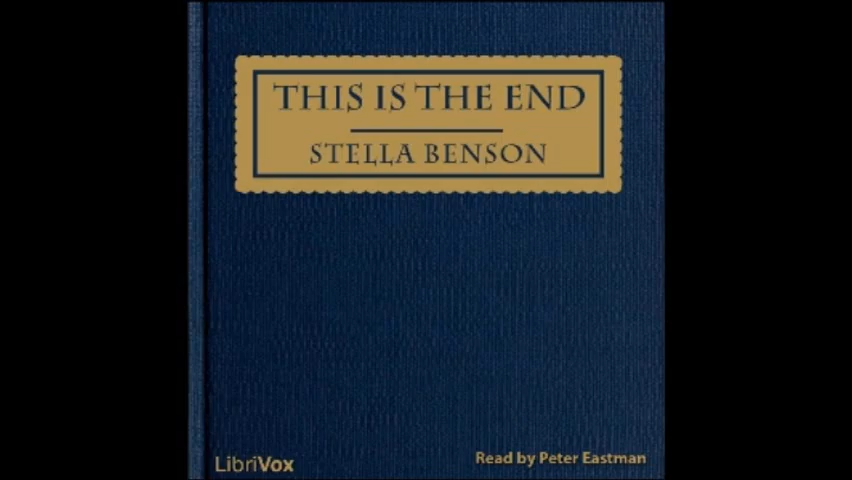 THIS IS THE END
STELLA BENSON
LibriVox
Read by Peter Eastman